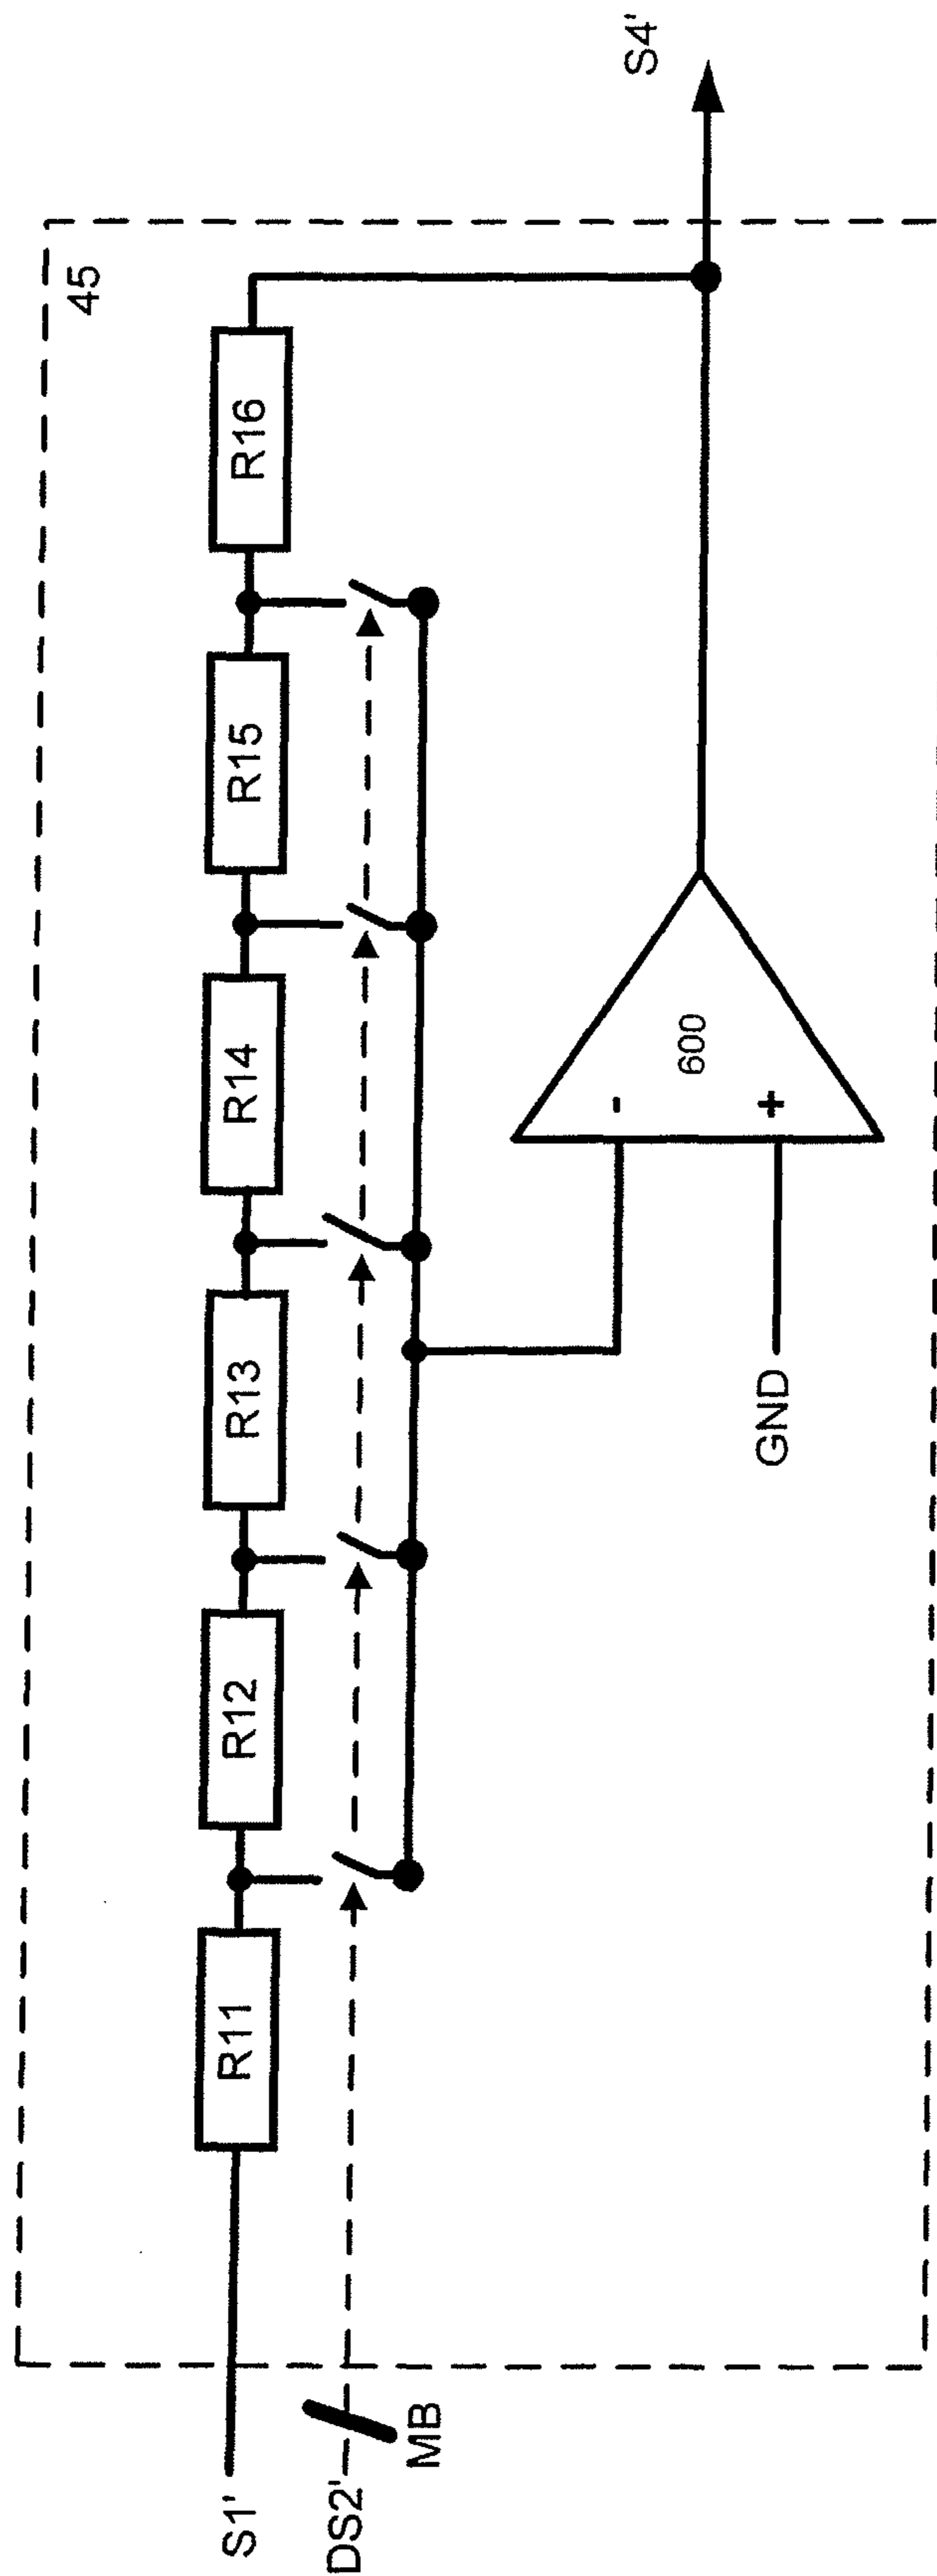 45
S1'
R11
R12
R13
R14
R15
R16
DS2'
MB
600
-
+
GND
S4'